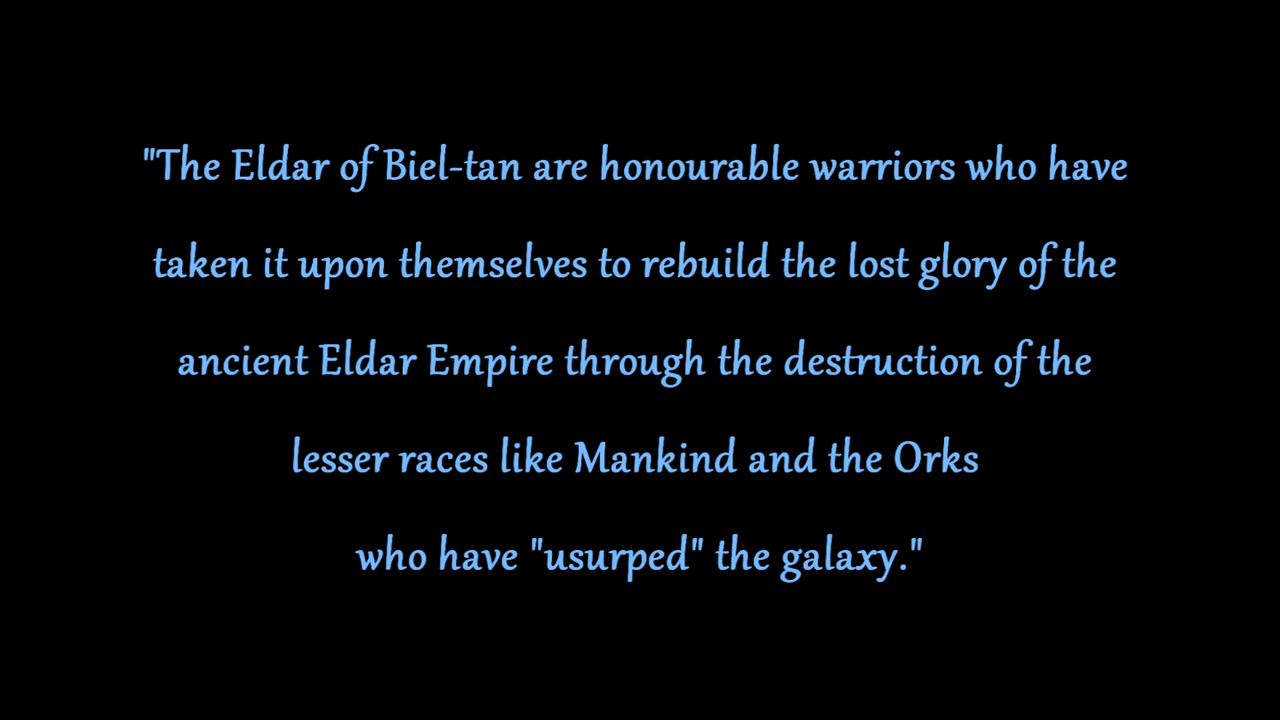 "The Eldar of Biel-tan are honourable warriors who have
taken it upon themselves to rebuild the lost glory of the
ancient Eldar Empire through the destruction of the
lesser races like Mankind and the Orks
who have "usurped" the galaxy."